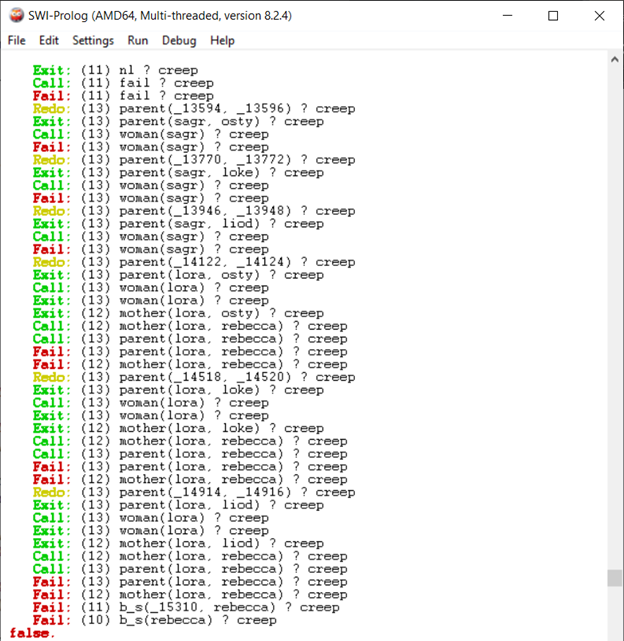 SWI-Prolog (AMD64, Multi-threaded, version 8.2.4)
File Edit Settings Run Debug Help
Exit: (11) nl ? creep
Call: (11) fail ? creep
Fail: (11) fail ? creep
Redo: (13) parent(_13594, _13596) ? creep
Exit: (13) parent(sagr, osty) ? creep
Call: (13) woman(sagr) ? creep
Fail: (13) woman(sagr) ? creep
Redo: (13) parent(_13770, _13772) ? creep
Exit: (13) parent(sagr, loke) ? creep
Call: (13) woman(sagr) ? creep
Fail: (13) woman(sagr) ? creep
Redo: (13) parent(_13946, _13948) ? creep
Exit: (13) parent(sagr, liod) ? creep
Call: (13) woman(sagr) ? creep
Fail: (13) woman(sagr) ? creep
Redo: (13) parent(_14122, _14124) ? creep
Exit: (13) parent(lora, osty) ? creep
Call: (13) woman(lora) ? creep
Exit: (13) woman(lora) ? creep
Exit: (12) mother(lora, osty) ? creep
Call: (12) mother(lora, rebecca) ? creep
Call: (13) parent(lora, rebecca) ? creep
Fail: (13) parent(lora, rebecca) ? creep
Fail: (12) mother(lora, rebecca) ? creep
Redo: (13) parent(_14518, _14520) ? creep
Exit: (13) parent(lora, loke) ? creep
Call: (13) woman(lora) ? creep
Exit: (13) woman(lora) ? creep
Exit: (12) mother(lora, loke) ? creep
Call: (12) mother(lora, rebecca) ? creep
Call: (13) parent(lora, rebecca) ? creep
Fail: (13) parent(lora, rebecca) ? creep
Fail: (12) mother(lora, rebecca) ? creep
Redo: (13) parent(_14914, _14916) ? creep
Exit: (13) parent(lora, liod) ? creep
Call: (13) woman(lora) ? creep
Exit: (13) woman(lora) ? creep
Exit: (12) mother(lora, liod) ? creep
Call: (12) mother(lora, rebecca) ? creep
Call: (13) parent(lora, rebecca) ? creep
Fail: (13) parent(lora, rebecca) ? creep
Fail: (12) mother(lora, rebecca) ? creep
Fail: (11) b_s(_15310, rebecca) ? creep
Fail: (10) b_s(rebecca) ? creep
false.